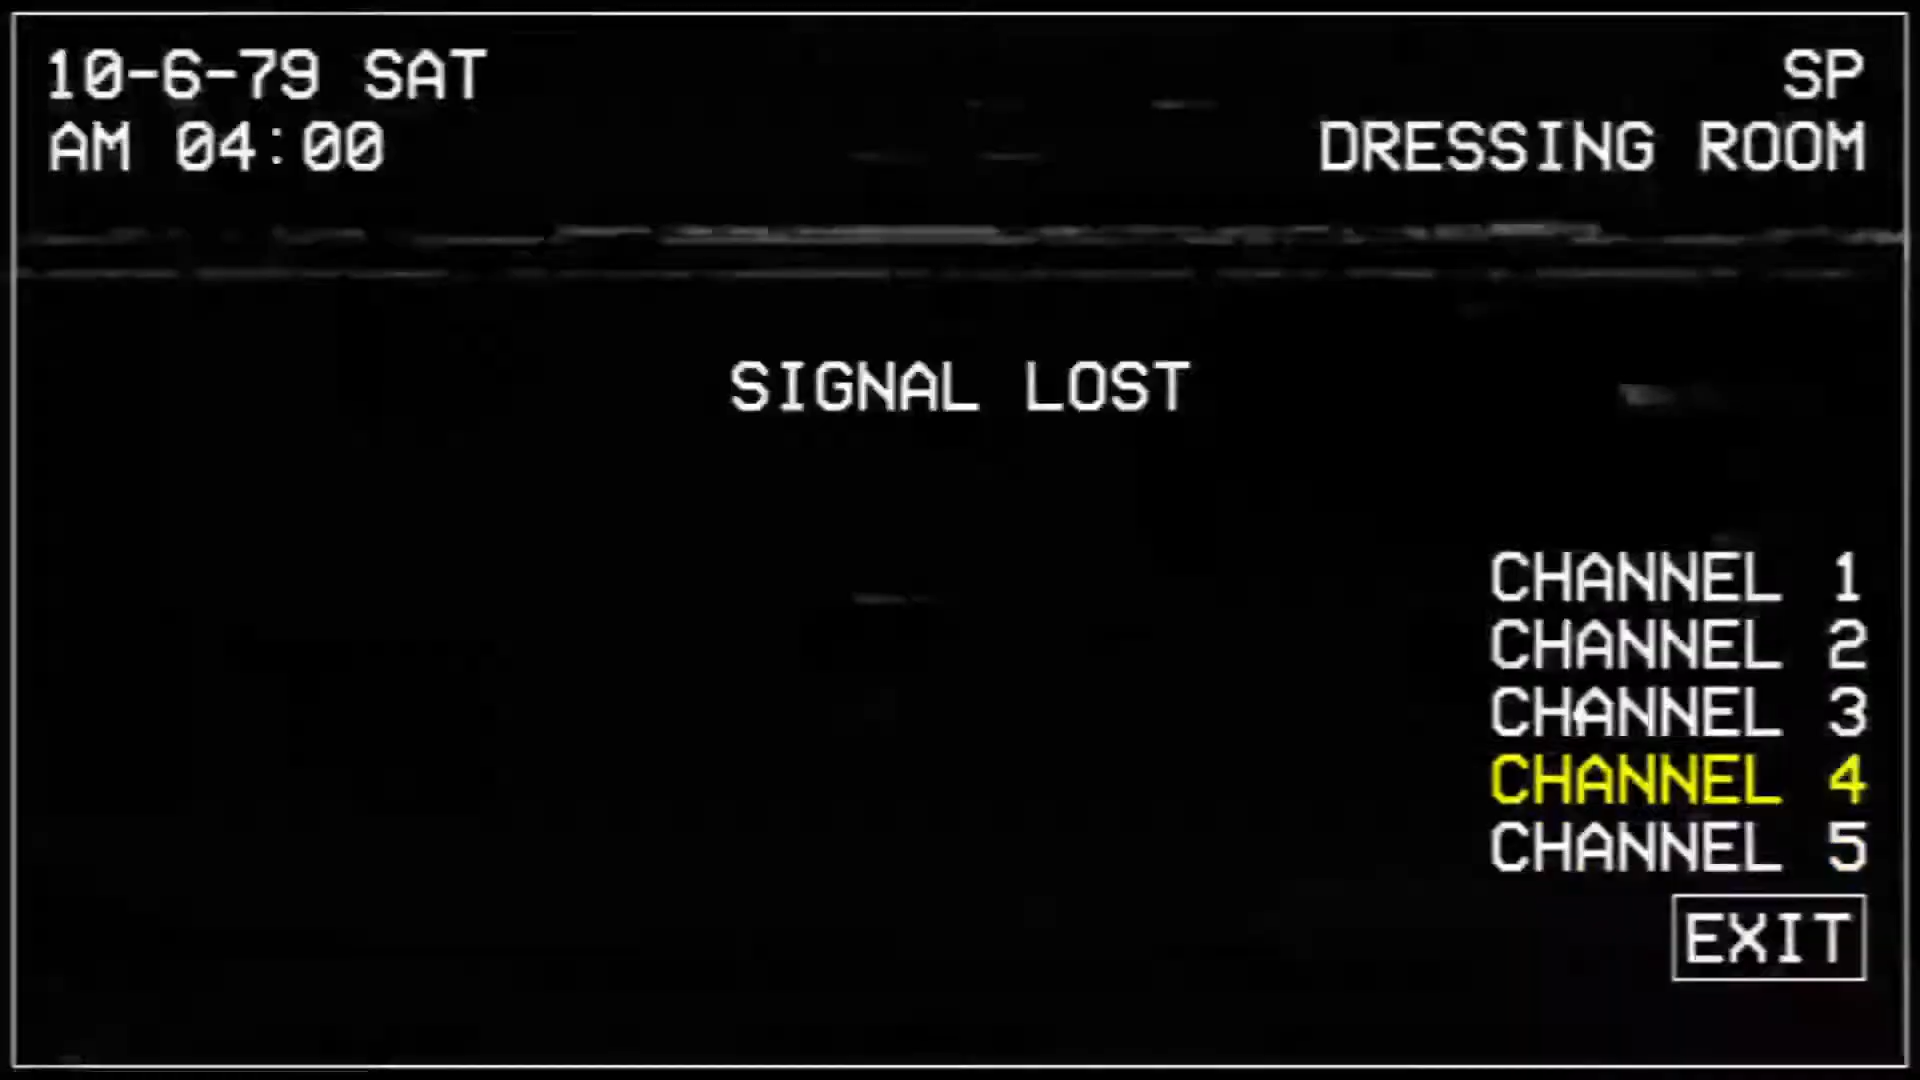 10-6-79 SAT
SP
AM 04:00
DRESSING ROOM
SIGNAL LOST
CHANNEL 1
CHANNEL 2
CHANNEL 3
CHANNEL 4
CHANNEL 5
EXIT